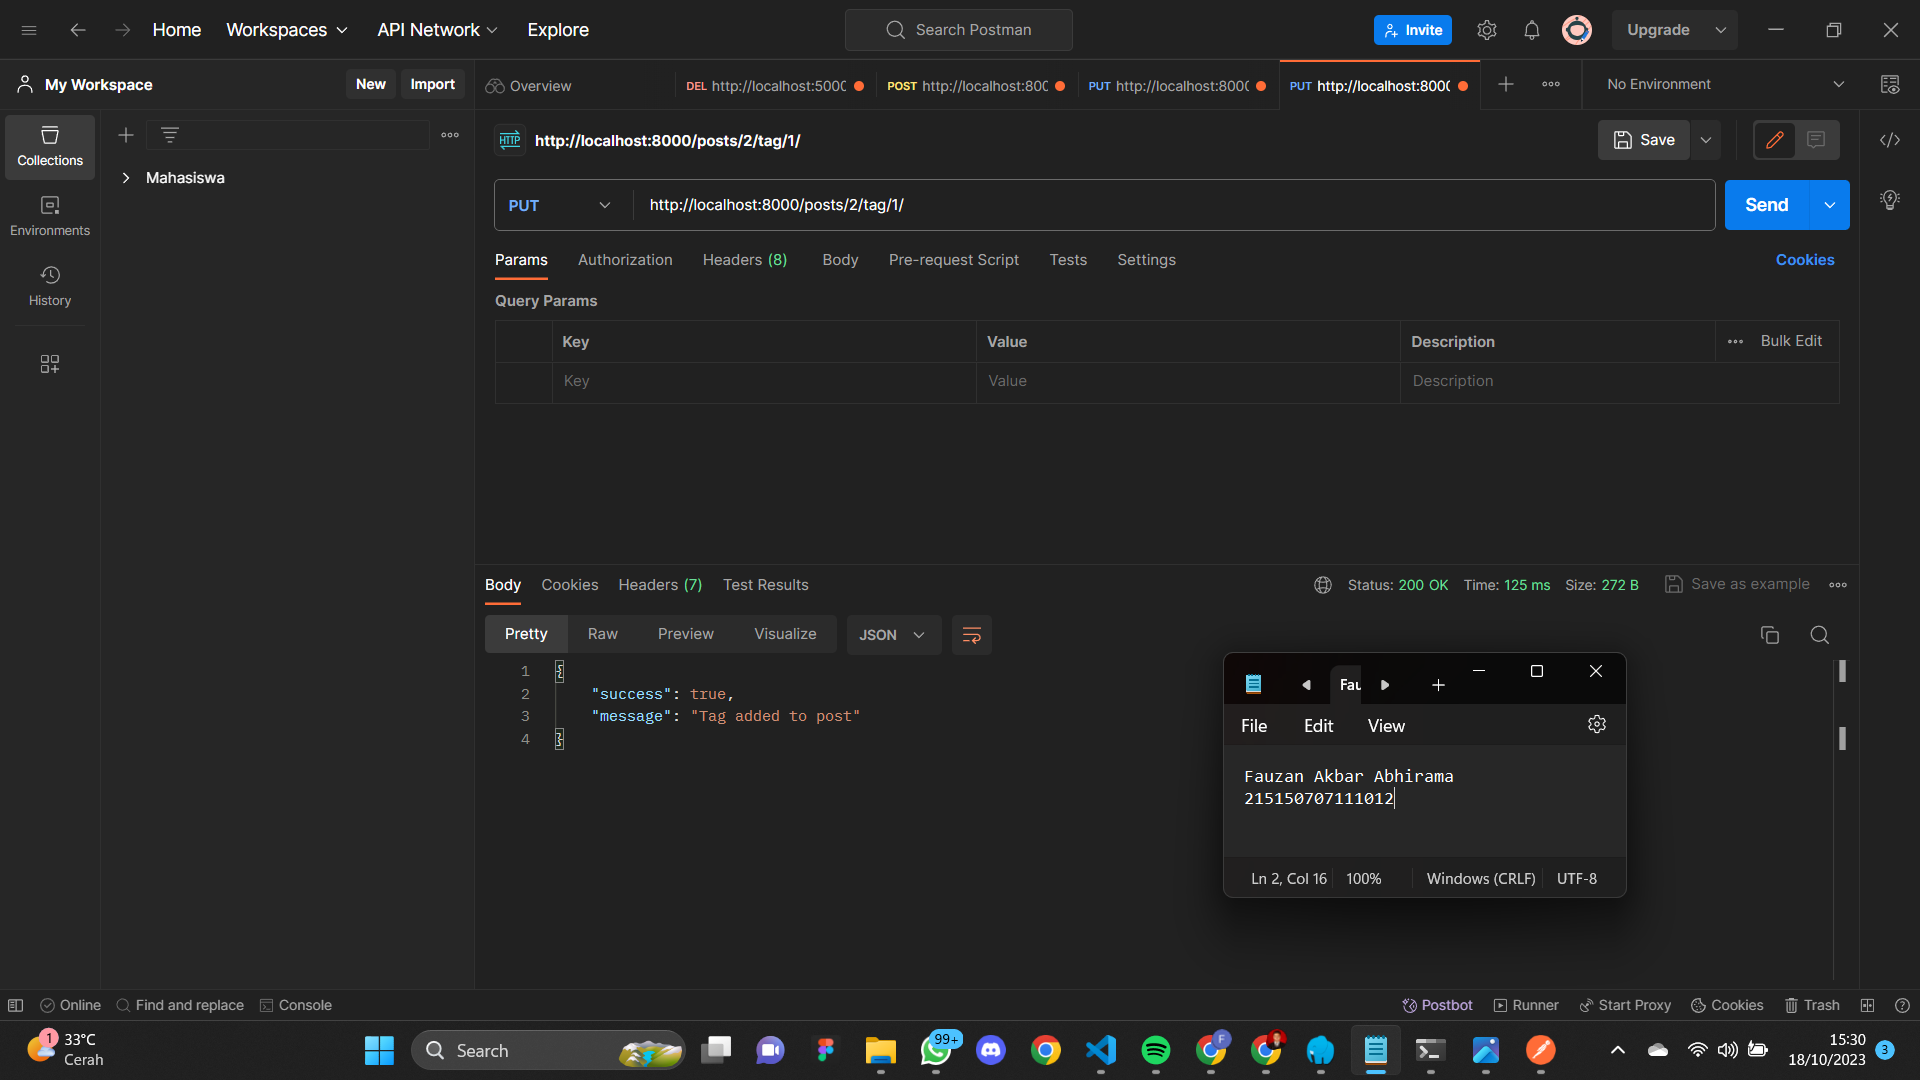 Home
Workspaces
API Network
Explore
Search Postman
Invite
Upgrade
My Workspace
New
Import
Overview
DEL http://localhost:5000
POST http://localhost:800
PUT http://localhost:8000
PUT http://localhost:8000
No Environment
Collections
Environments
History
Mahasiswa
HTTP
http://localhost:8000/posts/2/tag/1/
Save
PUT
http://localhost:8000/posts/2/tag/1/
Send
Params
Authorization
Headers (8)
Body
Pre-request Script
Tests
Settings
Cookies
Query Params
Key
Value
Description
Bulk Edit
Key
Value
Description
Body
Cookies
Headers (7)
Test Results
Status: 200 OK
Time: 125 ms
Size: 272 B
Save as example
Pretty
Raw
Preview
Visualize
JSON
1 {
2 "success": true,
3 "message": "Tag added to post"
4 }
Fau
File
Edit
View
Fauzan Akbar Abhirama
215150707111012
Ln 2, Col 16
100%
Windows (CRLF)
UTF-8
Online
Find and replace
Console
Postbot
Runner
Start Proxy
Cookies
Trash
1
33°C
Cerah
Search
99+
F
15:30
18/10/2023
3